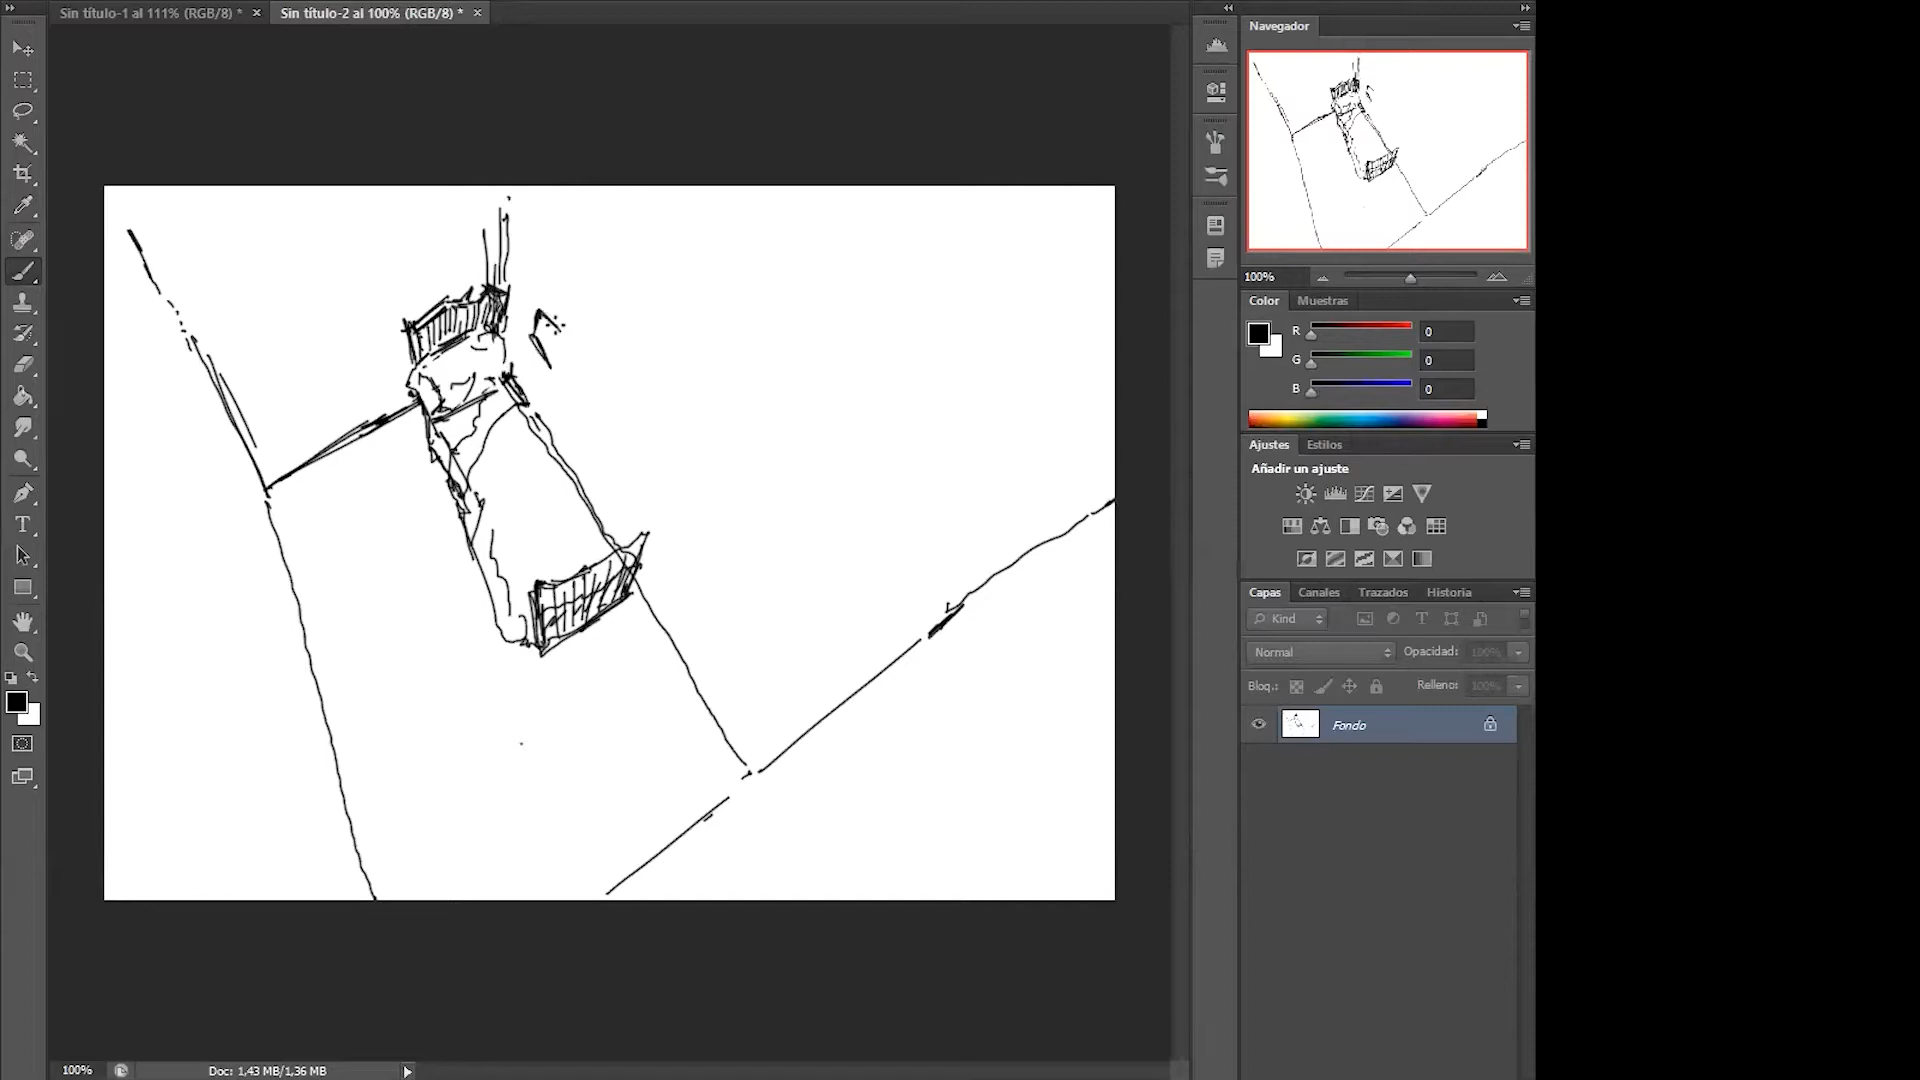 Sin título-1 al 111% (RGB/8) * ×
Sin título-2 al 100% (RGB/8) * ×
Navegador
100%
Color Muestras
R 0
G 0
B 0
Ajustes Estilos
Añadir un ajuste
Capas Canales Trazados Historia
Kind
Normal Opacidad: 100%
Bloq.: Relleno: 100%
Fondo
T
100% Doc: 1,43 MB/1,36 MB